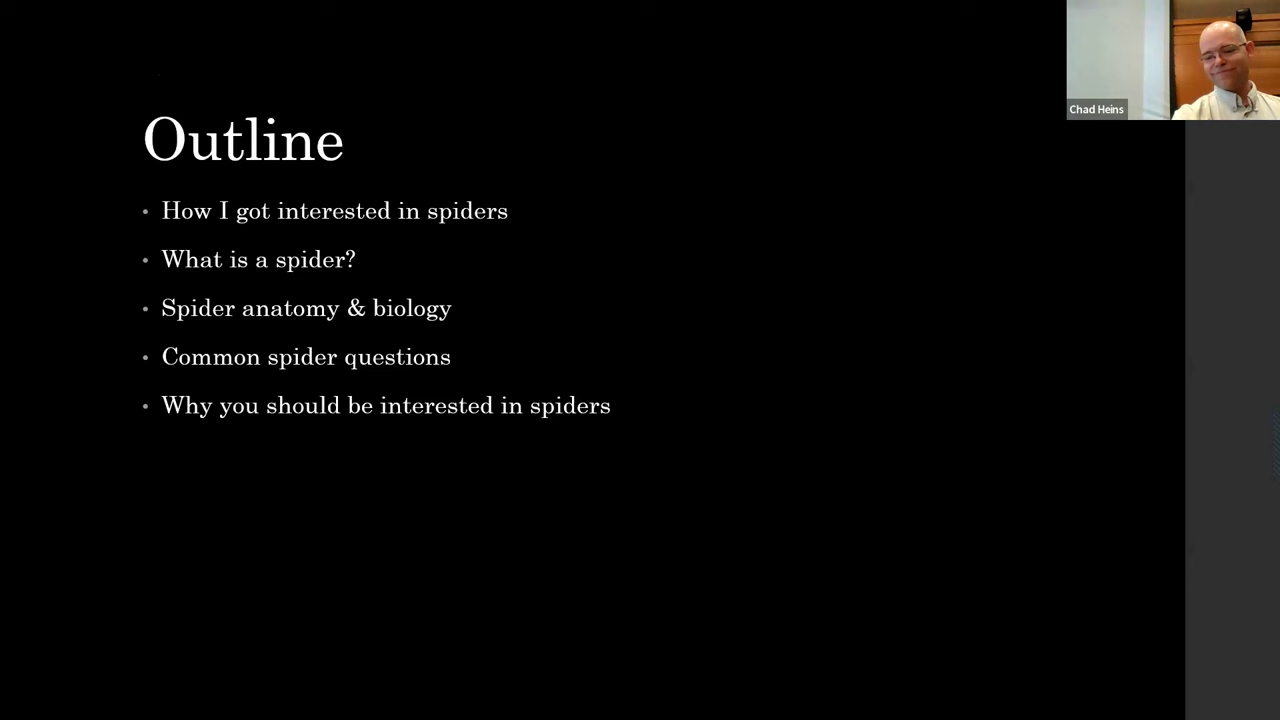 Chad Heins
Outline
• How I got interested in spiders
• What is a spider?
• Spider anatomy & biology
• Common spider questions
• Why you should be interested in spiders